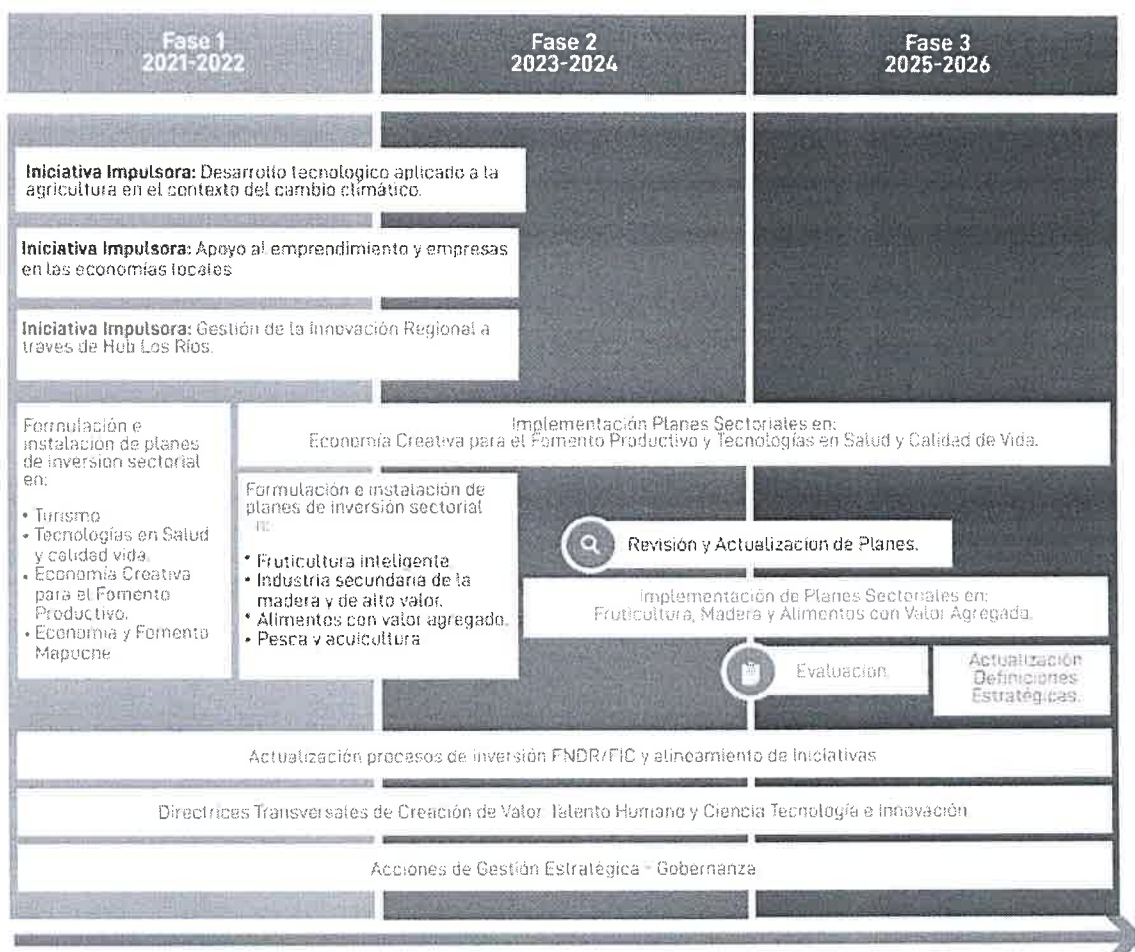 Fase 1
2021-2022
Fase 2
2023-2024
Fase 3
2025-2026
Iniciativa Impulsora: Desarrollo tecnologico aplicado a la
agricultura en el contexto del cambio climático.
Iniciativa Impulsora: Apoyo al emprendimiento y empresas
en las economías locales
Iniciativa Impulsora: Gestión de la Innovación Regional a
traves de Hub Los Ríos.
Formulación e
instalación de planes
de inversion sectorial
en:
• Turismo
• Tecnologías en Salud
y calidad vida.
• Economía Creativa
para el Fomento
Productivo.
• Economia y Fomento
Mapuche
Implementación Planes Sectoriales en:
Economía Creativa para el Fomento Productivo y Tecnologías en Salud y Calidad de Vida.
Formulación e instalación de
planes de inversión sectorial
n:
• Fruticultura inteligente
• Industria secundaria de la
madera y de alto valor.
• Alimentos con valor agregado.
• Pesca y acuicultura
Revisión y Actualizacion de Planes.
Implementación de Planes Sectoriales en:
Fruticultura, Madera y Alimentos con Valor Agregada.
Evaluacion.
Actualización
Definiciones
Estratégicas.
Actualización procesos de inversión FNDR/FIC y alineamiento de Iniciativas
Directrices Transversales de Creación de Valor, Talento Humano y Ciencia Tecnología e Innovación
Acciones de Gestión Estratégica - Gobernanza